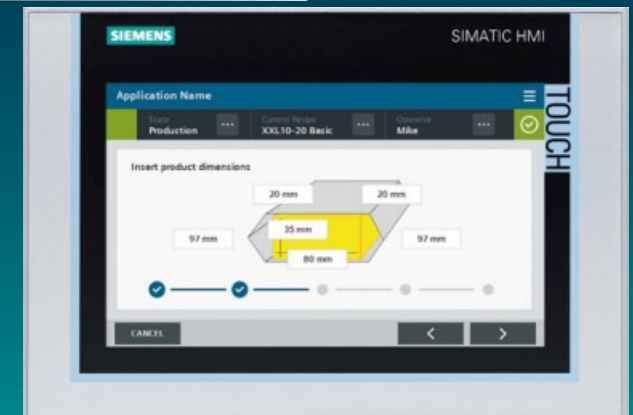 SIEMENS
SIMATIC HMI
TOUCH
Application Name
State
Production
...
Current Recipe
XXL10-20 Basic
...
Operator
Mike
...
Insert product dimensions
20 mm
20 mm
35 mm
97 mm
97 mm
80 mm
CANCEL